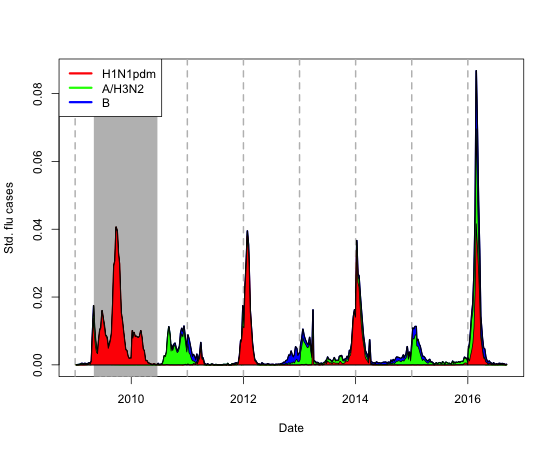 H1N1pdm
A/H3N2
B
Std. flu cases
0.08
0.06
0.04
0.02
0.00
2010 2012 2014 2016
Date